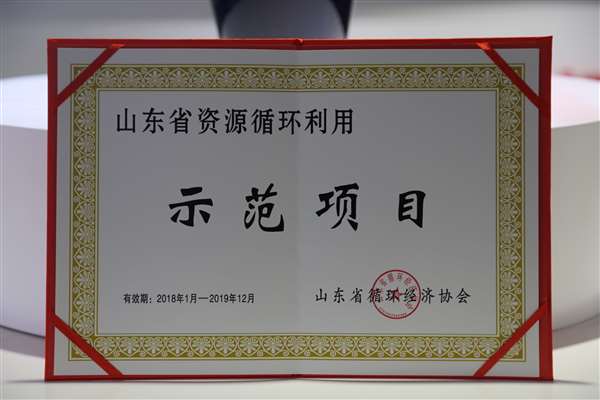 山东省资源循环利用
示范项目
有效期：2018年1月—2019年12月
山东省循环经济协会